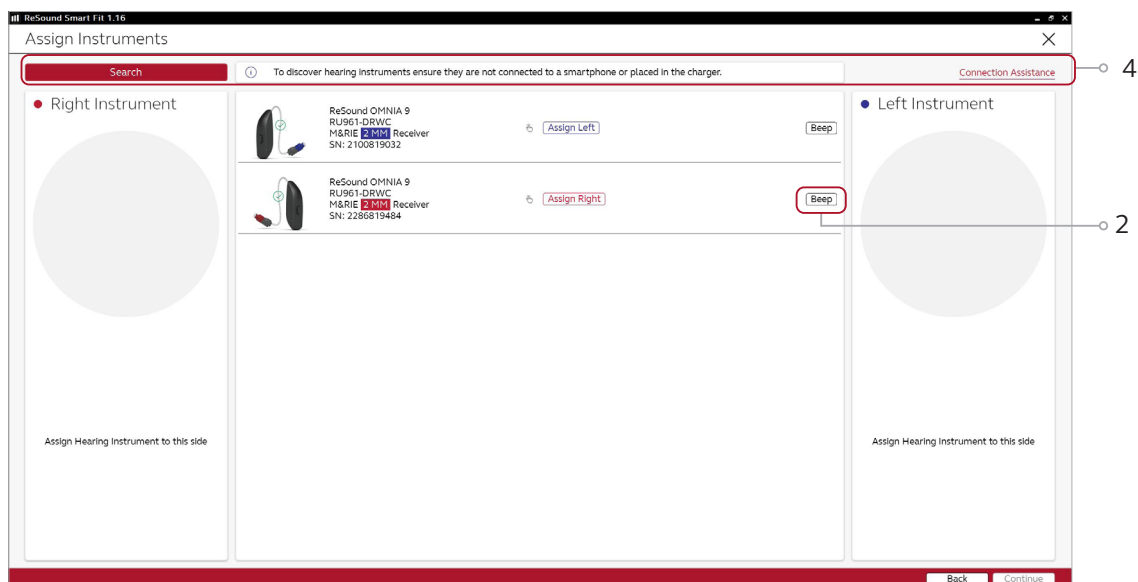 ReSound Smart Fit 1.16
Assign Instruments
Search
To discover hearing instruments ensure they are not connected to a smartphone or placed in the charger.
Connection Assistance
4
Right Instrument
Assign Hearing Instrument to this side
ReSound OMNIA 9
RU961-DRWC
M&RIE 2 MM Receiver
SN: 2100819032
Assign Left
Beep
ReSound OMNIA 9
RU961-DRWC
M&RIE 2 MM Receiver
SN: 2286819484
Assign Right
Beep
2
Left Instrument
Assign Hearing Instrument to this side
Back
Continue